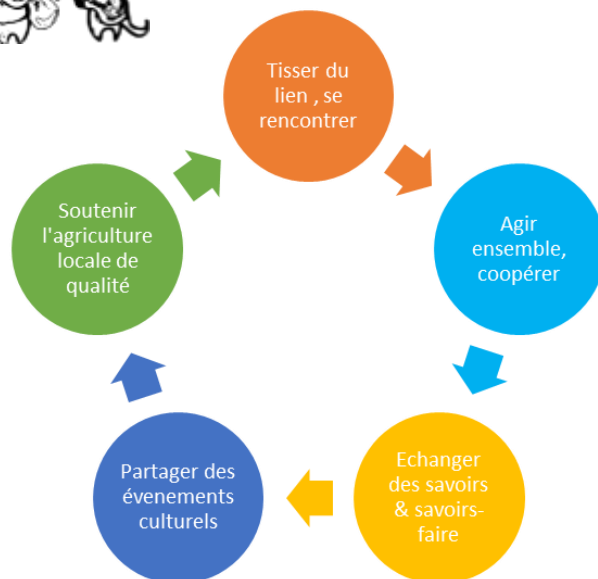 Tisser du
lien , se
rencontrer
Agir
ensemble,
coopérer
Echanger
des savoirs
& savoirs-
faire
Partager des
évenements
culturels
Soutenir
l'agriculture
locale de
qualité